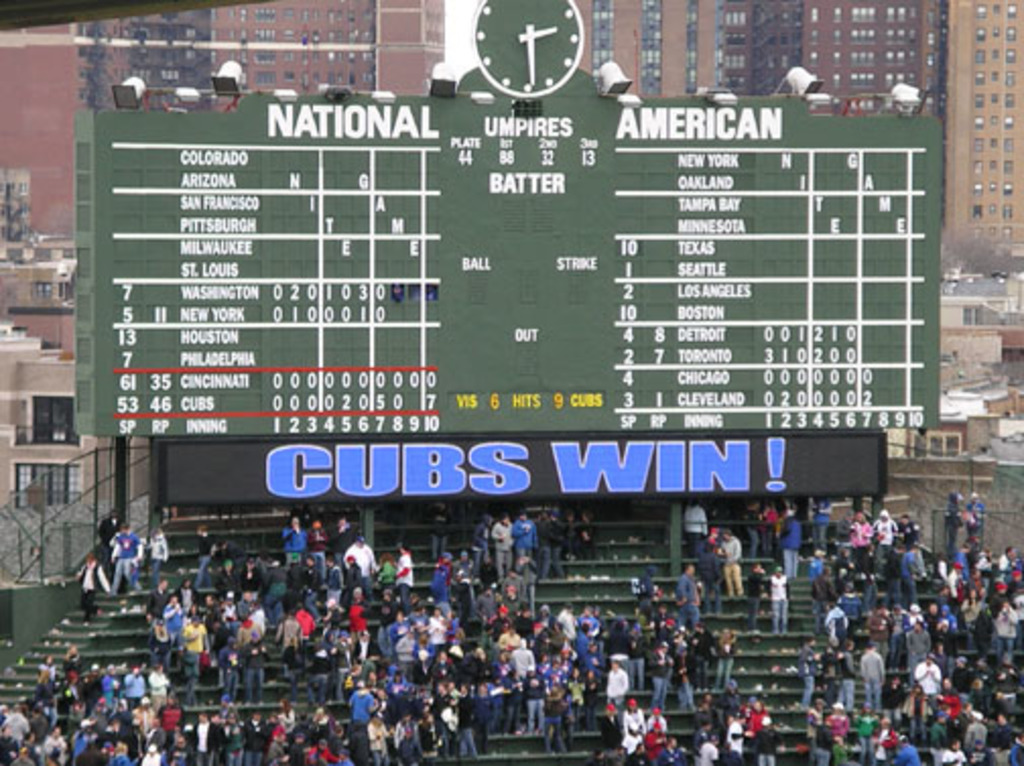 NATIONAL UMPIRES AMERICAN
PLATE 1ST 2ND 3RD
44 88 32 13
BATTER
BALL STRIKE
OUT
COLORADO
ARIZONA N G
SAN FRANCISCO I A
PITTSBURGH T M
MILWAUKEE E E
ST. LOUIS
7 WASHINGTON 0 2 0 1 0 3 0
5 11 NEW YORK 0 1 0 0 1 0
13 HOUSTON
7 PHILADELPHIA
61 35 CINCINNATI 0 0 0 0 0 0 0 0 0 0
53 46 CUBS 0 0 0 0 2 0 5 0 7
SP RP INNING 1 2 3 4 5 6 7 8 9 10
VIS 6 HITS 9 CUBS
NEW YORK N G
OAKLAND I A
TAMPA BAY T M
MINNESOTA E E
10 TEXAS
1 SEATTLE
2 LOS ANGELES
10 BOSTON
4 8 DETROIT 0 0 1 2 1 0
2 7 TORONTO 3 1 0 2 0 0
4 CHICAGO 0 0 0 0 0 0 0
3 1 CLEVELAND 0 2 0 0 0 0 2
SP RP INNING 1 2 3 4 5 6 7 8 9 10
CUBS WIN!